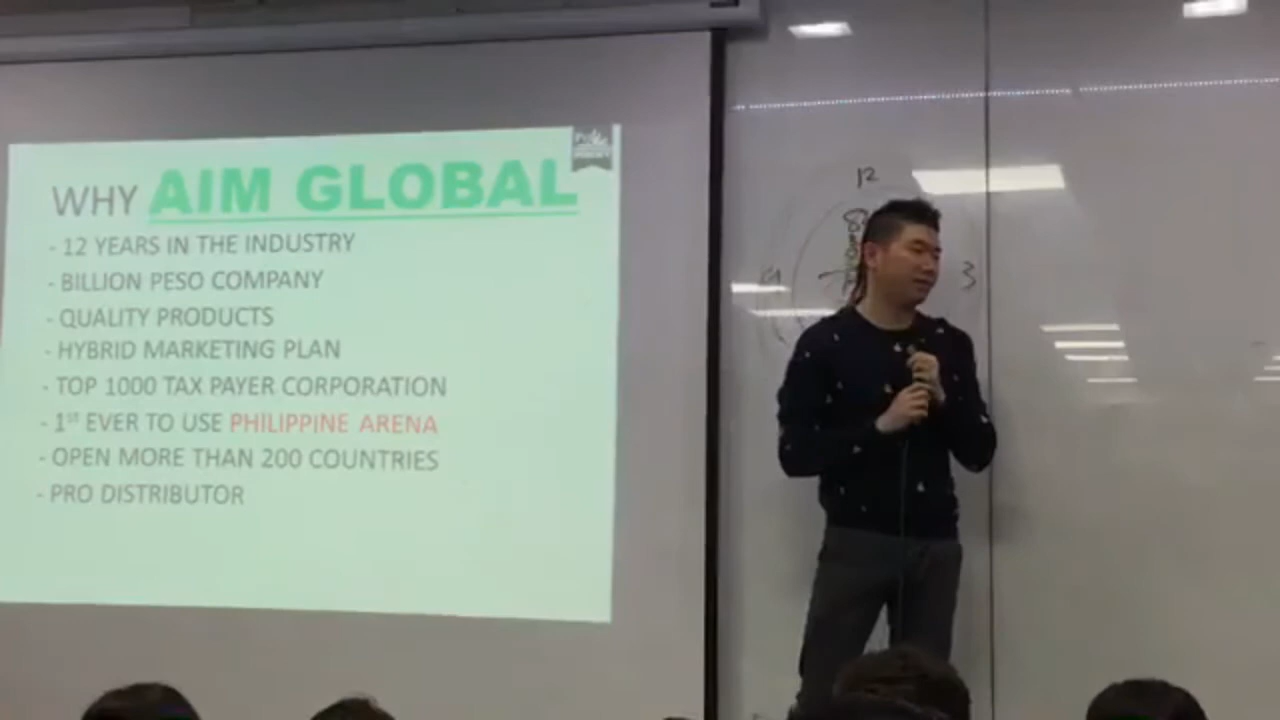 WHY AIM GLOBAL
- 12 YEARS IN THE INDUSTRY
- BILLION PESO COMPANY
- QUALITY PRODUCTS
- HYBRID MARKETING PLAN
- TOP 1000 TAX PAYER CORPORATION
- 1st EVER TO USE PHILIPPINE ARENA
- OPEN MORE THAN 200 COUNTRIES
- PRO DISTRIBUTOR
12
3